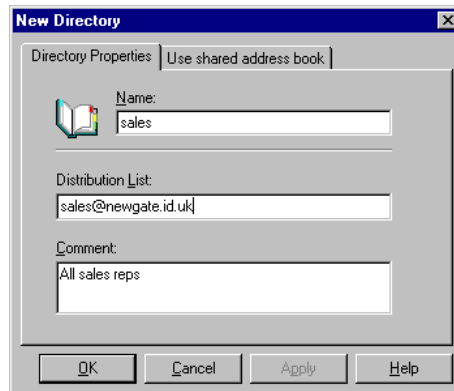 New Directory
Directory Properties Use shared address book
Name:
sales
Distribution List:
sales@newgate.id.uk
Comment:
All sales reps
OK Cancel Apply Help